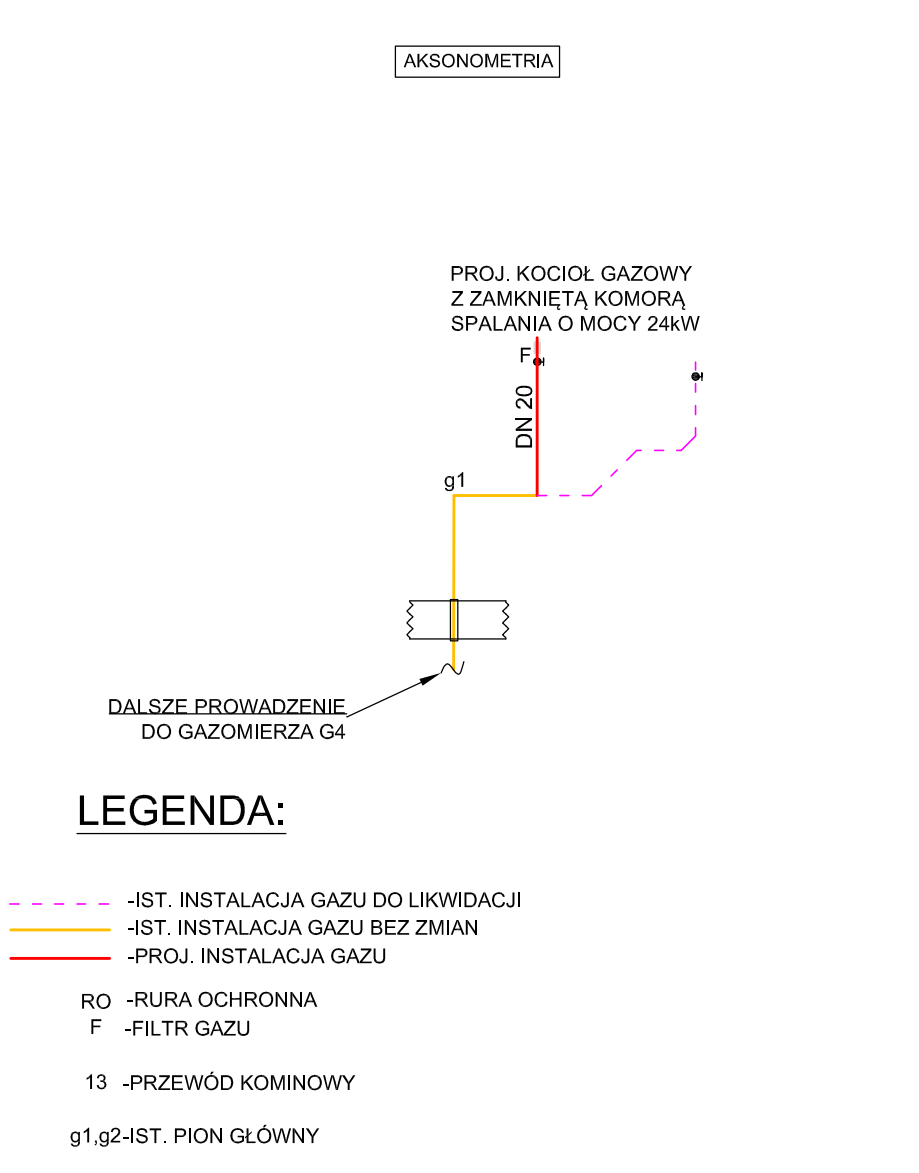 AKSONOMETRIA
PROJ. KOCIOŁ GAZOWY
Z ZAMKNIĘTĄ KOMORĄ
SPALANIA O MOCY 24kW
F
DN 20
g1
DALSZE PROWADZENIE
DO GAZOMIERZA G4
LEGENDA:
-IST. INSTALACJA GAZU DO LIKWIDACJI
-IST. INSTALACJA GAZU BEZ ZMIAN
-PROJ. INSTALACJA GAZU
RO -RURA OCHRONNA
F -FILTR GAZU
13 -PRZEWÓD KOMINOWY
g1,g2-IST. PION GŁÓWNY